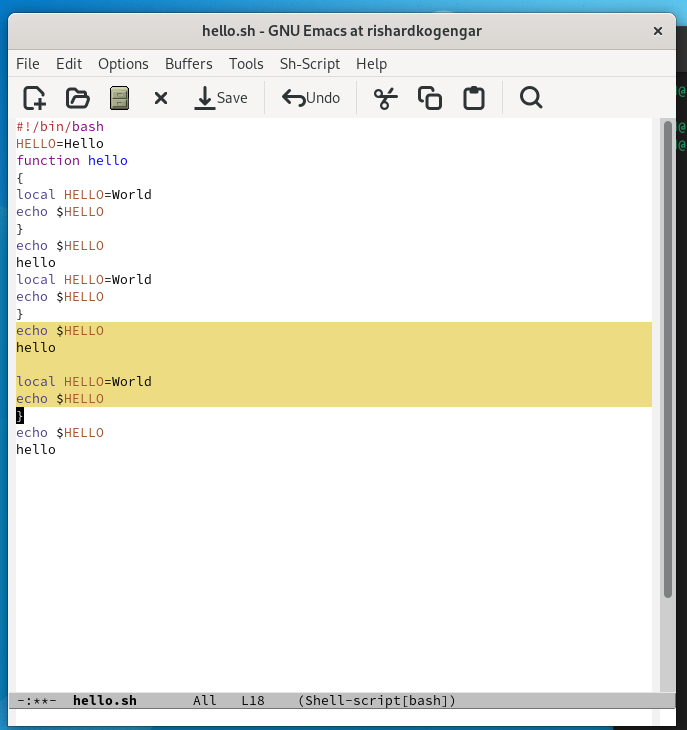 hello.sh - GNU Emacs at rishardkogengar ×
File Edit Options Buffers Tools Sh-Script Help
Save Undo
#!/bin/bash
HELLO=Hello
function hello
{
local HELLO=World
echo $HELLO
}
echo $HELLO
hello
local HELLO=World
echo $HELLO
}
echo $HELLO
hello
local HELLO=World
echo $HELLO
}
echo $HELLO
hello
-:**- hello.sh All L18 (Shell-script[bash])
@
@
@